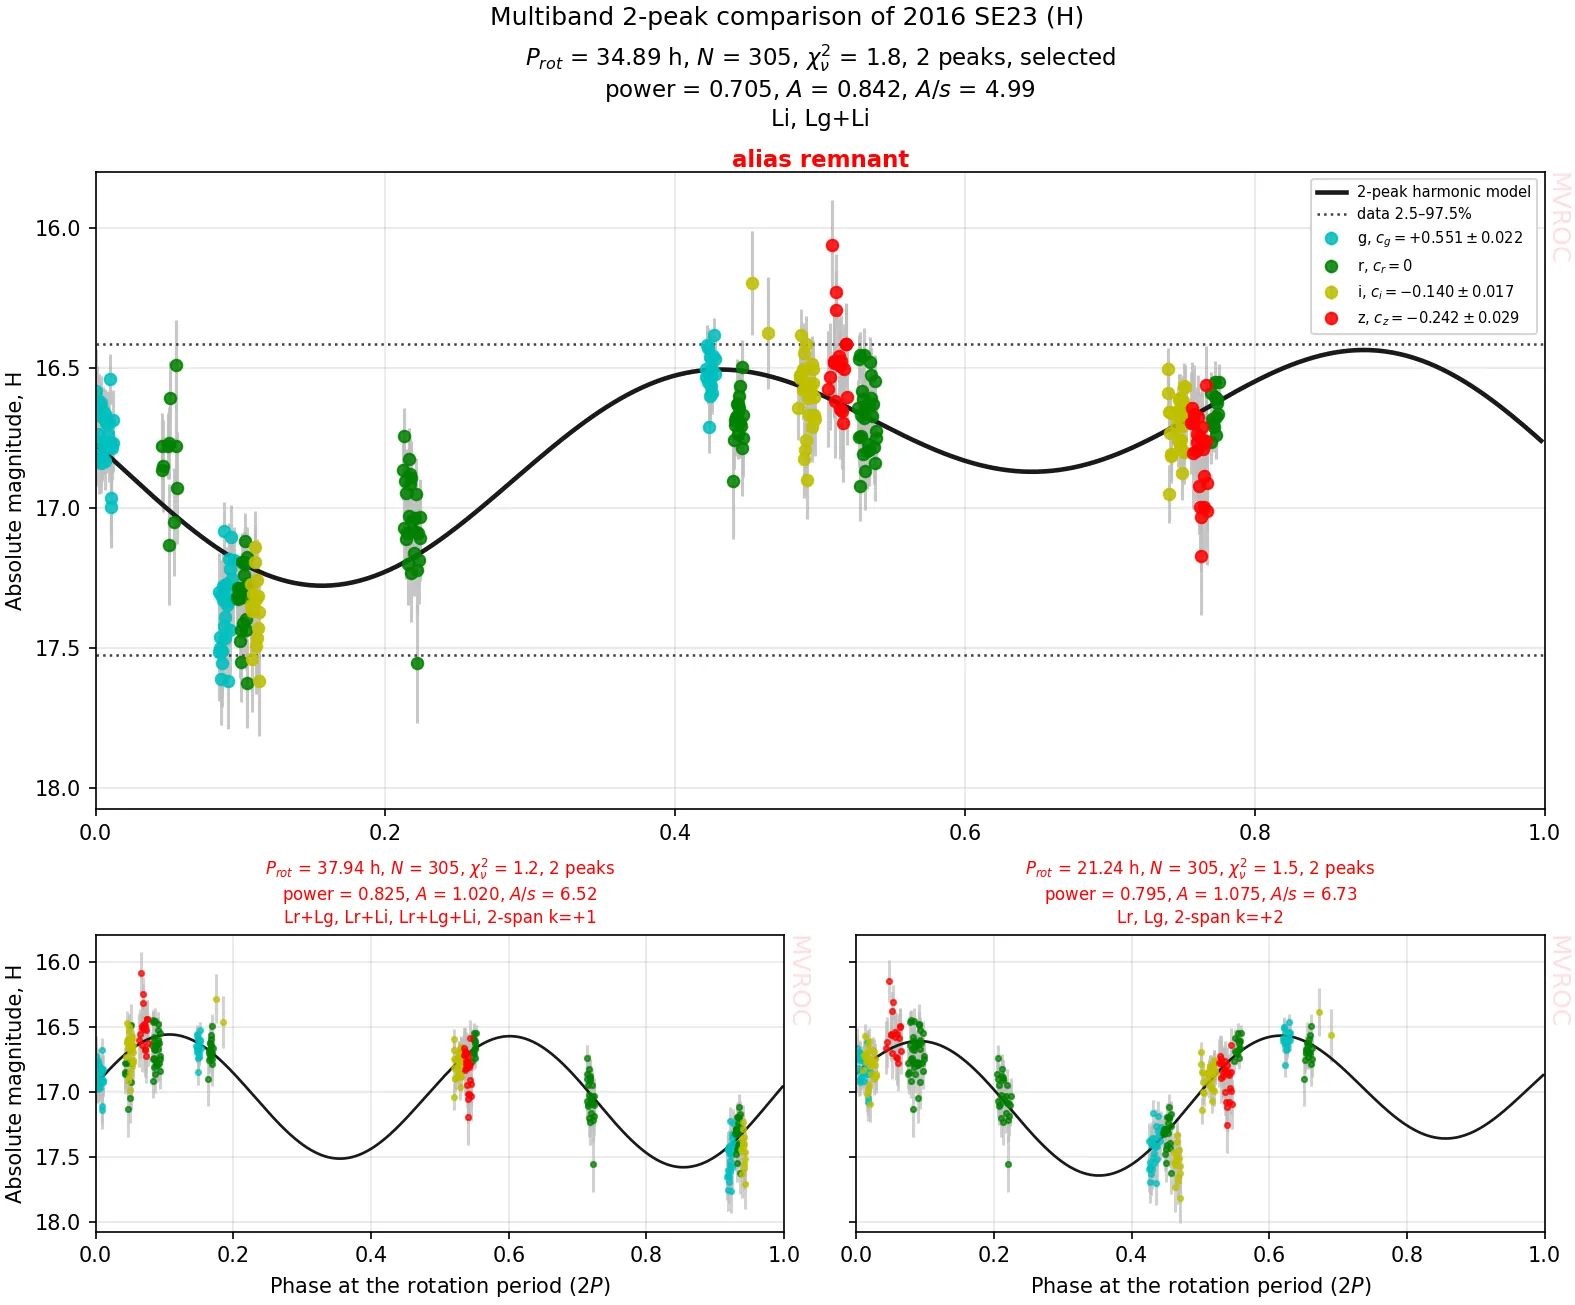 Multiband 2-peak comparison of 2016 SE23 (H)
P_rot = 34.89 h, N = 305, χ²_ν = 1.8, 2 peaks, selected
power = 0.705, A = 0.842, A/s = 4.99
Li, Lg+Li
alias remnant
2-peak harmonic model
data 2.5–97.5%
g, c_g = +0.551 ± 0.022
r, c_r = 0
i, c_i = −0.140 ± 0.017
z, c_z = −0.242 ± 0.029
MVROC
Absolute magnitude, H
16.0
16.5
17.0
17.5
18.0
0.0 0.2 0.4 0.6 0.8 1.0
P_rot = 37.94 h, N = 305, χ²_ν = 1.2, 2 peaks
power = 0.825, A = 1.020, A/s = 6.52
Lr+Lg, Lr+Li, Lr+Lg+Li, 2-span k=+1
MVROC
Absolute magnitude, H
16.0
16.5
17.0
17.5
18.0
0.0 0.2 0.4 0.6 0.8 1.0
Phase at the rotation period (2P)
P_rot = 21.24 h, N = 305, χ²_ν = 1.5, 2 peaks
power = 0.795, A = 1.075, A/s = 6.73
Lr, Lg, 2-span k=+2
MVROC
0.0 0.2 0.4 0.6 0.8 1.0
Phase at the rotation period (2P)